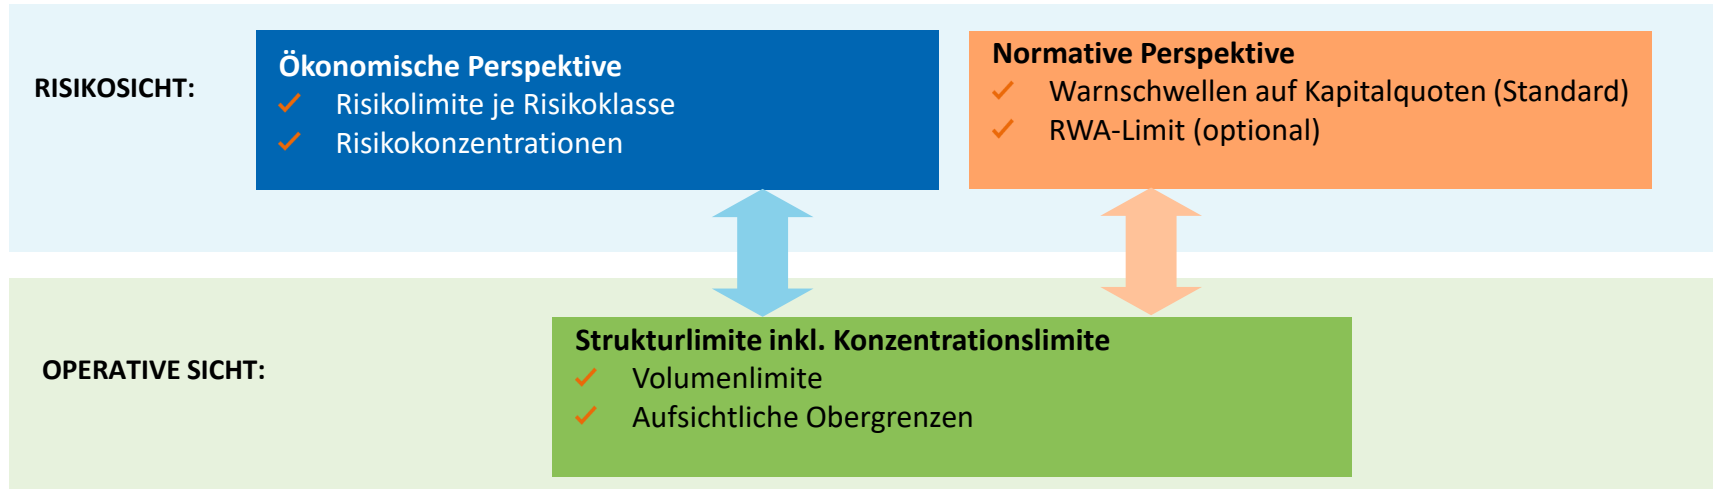 RISIKOSICHT:
Ökonomische Perspektive
Risikolimite je Risikoklasse
Risikokonzentrationen
Normative Perspektive
Warnschwellen auf Kapitalquoten (Standard)
RWA-Limit (optional)
OPERATIVE SICHT:
Strukturlimite inkl. Konzentrationslimite
Volumenlimite
Aufsichtliche Obergrenzen